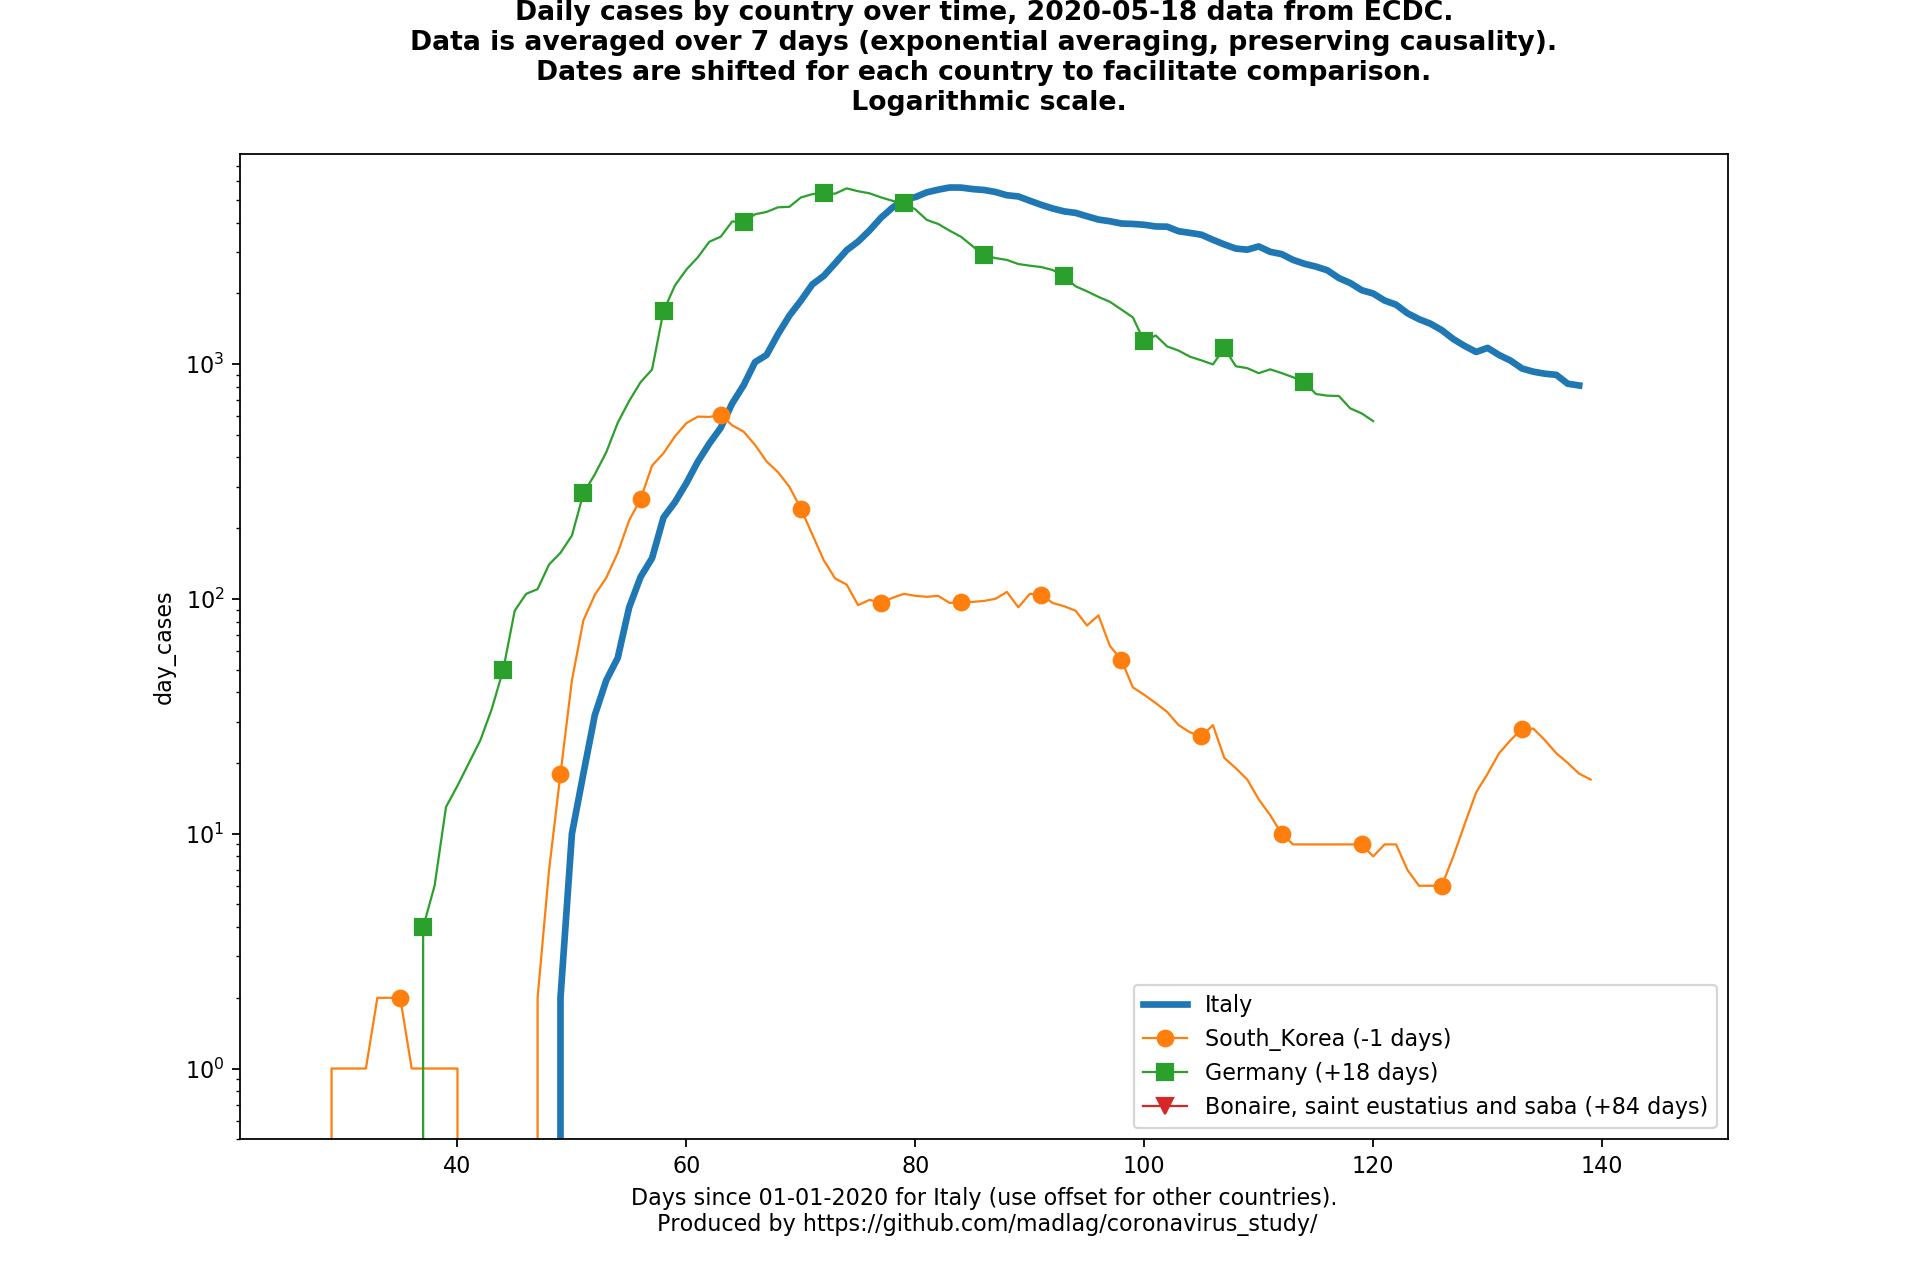 Daily cases by country over time, 2020-05-18 data from ECDC.
Data is averaged over 7 days (exponential averaging, preserving causality).
Dates are shifted for each country to facilitate comparison.
Logarithmic scale.
day_cases
10³
10²
10¹
10⁰
Italy
South_Korea (-1 days)
Germany (+18 days)
Bonaire, saint eustatius and saba (+84 days)
40 60 80 100 120 140
Days since 01-01-2020 for Italy (use offset for other countries).
Produced by https://github.com/madlag/coronavirus_study/